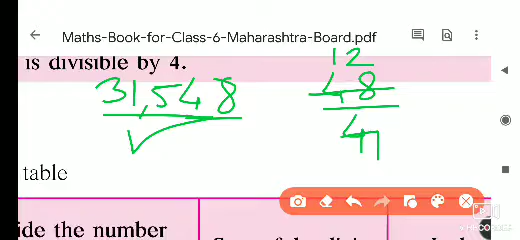 Maths-Book-for-Class-6-Maharashtra-Board.pdf
is divisible by 4.
12
31,548 48
4
table
ide the number